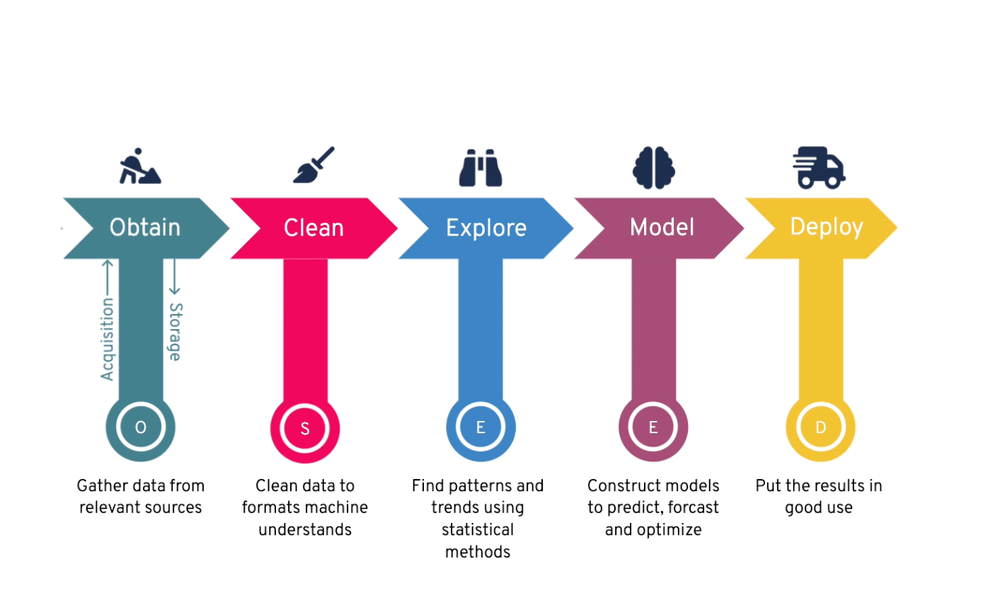 Obtain
Clean
Explore
Model
Deploy
Acquisition
Storage
O
S
E
E
D
Gather data from
relevant sources
Clean data to
formats machine
understands
Find patterns and
trends using
statistical
methods
Construct models
to predict, forcast
and optimize
Put the results in
good use